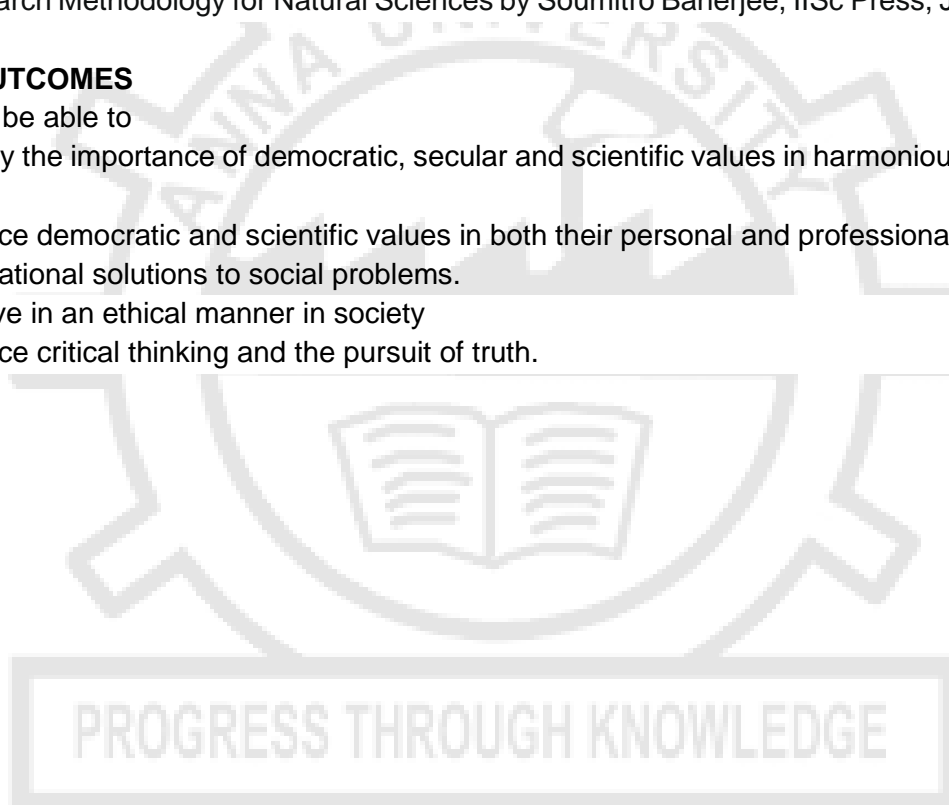 arch Methodology for Natural Sciences by Soumitro Banerjee, IISc Press, J
UTCOMES
be able to
y the importance of democratic, secular and scientific values in harmoniou
ce democratic and scientific values in both their personal and professiona
ational solutions to social problems.
ve in an ethical manner in society
ce critical thinking and the pursuit of truth.
ANNA UNIVERSITY
PROGRESS THROUGH KNOWLEDGE